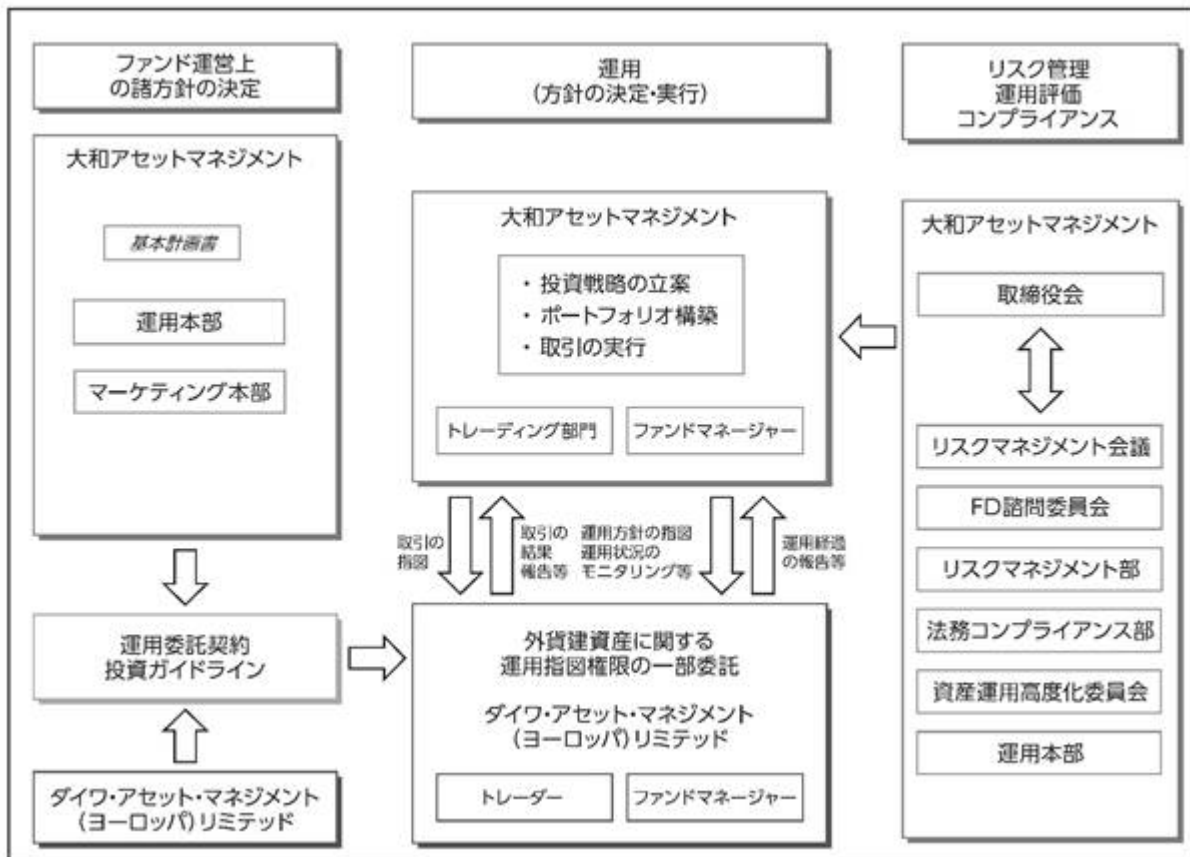 ファンド運営上
の諸方針の決定
大和アセットマネジメント
基本計画書
運用本部
マーケティング本部
運用委託契約
投資ガイドライン
ダイワ・アセット・マネジメント
(ヨーロッパ)リミテッド
運用
(方針の決定・実行)
大和アセットマネジメント
・ 投資戦略の立案
・ ポートフォリオ構築
・ 取引の実行
トレーディング部門
ファンドマネージャー
取引の
指図
取引の
結果
報告等
運用方針の指図
運用状況の
モニタリング等
運用経過
の報告等
外貨建資産に関する
運用指図権限の一部委託
ダイワ・アセット・マネジメント
(ヨーロッパ)リミテッド
トレーダー
ファンドマネージャー
リスク管理
運用評価
コンプライアンス
大和アセットマネジメント
取締役会
リスクマネジメント会議
FD諮問委員会
リスクマネジメント部
法務コンプライアンス部
資産運用高度化委員会
運用本部